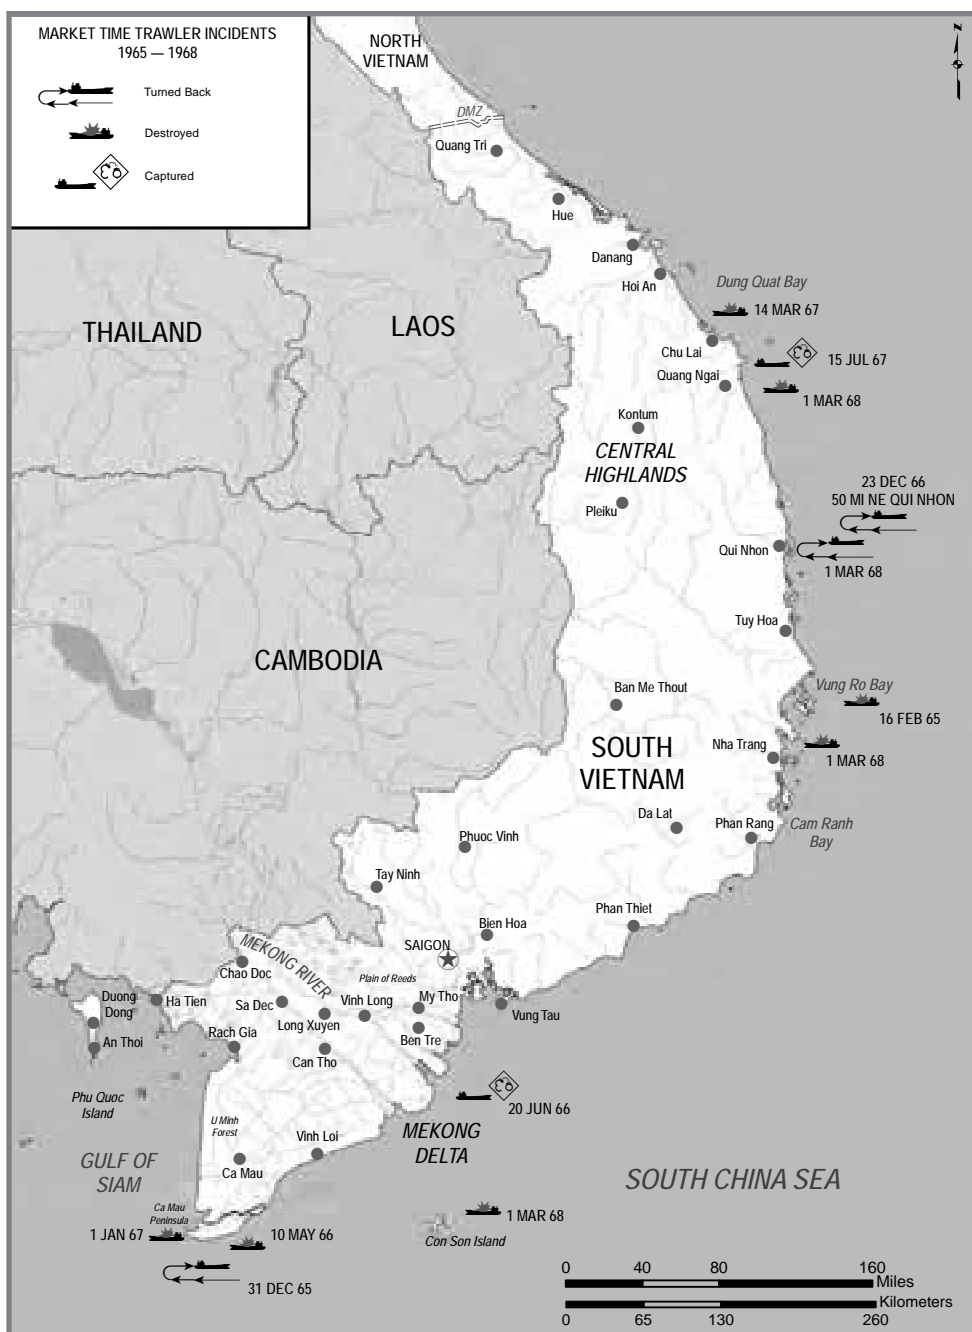 MARKET TIME TRAWLER INCIDENTS
1965 — 1968
Turned Back
Destroyed
Captured
N
NORTH
VIETNAM
DMZ
Quang Tri
Hue
Danang
Hoi An
Dung Quat Bay
14 MAR 67
THAILAND
LAOS
Chu Lai
15 JUL 67
Quang Ngai
1 MAR 68
Kontum
CENTRAL
HIGHLANDS
23 DEC 66
50 MI NE QUI NHON
Pleiku
Qui Nhon
1 MAR 68
Tuy Hoa
CAMBODIA
Ban Me Thout
Vung Ro Bay
16 FEB 65
SOUTH
VIETNAM
Nha Trang
1 MAR 68
Da Lat
Phan Rang
Cam Ranh
Bay
Phuoc Vinh
Tay Ninh
Phan Thiet
Bien Hoa
SAIGON
MEKONG RIVER
Chao Doc
Plain of Reeds
Duong
Dong
Ha Tien
Sa Dec
Vinh Long
My Tho
Vung Tau
Long Xuyen
An Thoi
Rach Gia
Ben Tre
Can Tho
Phu Quoc
Island
20 JUN 66
U Minh
Forest
Vinh Loi
MEKONG
DELTA
GULF OF
SIAM
Ca Mau
SOUTH CHINA SEA
Ca Mau
Peninsula
1 JAN 67
10 MAY 66
1 MAR 68
Con Son Island
31 DEC 65
0 40 80 160
Miles
Kilometers
0 65 130 260